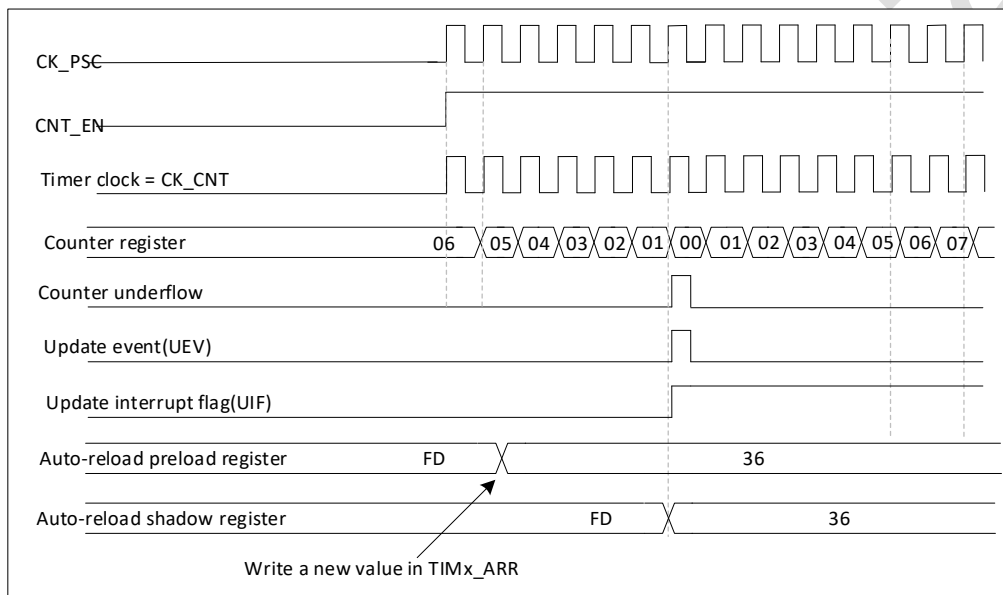 CK_PSC
CNT_EN
Timer clock = CK_CNT
Counter register 06 05 04 03 02 01 00 01 02 03 04 05 06 07
Counter underflow
Update event(UEV)
Update interrupt flag(UIF)
Auto-reload preload register FD 36
Auto-reload shadow register FD 36
Write a new value in TIMx_ARR